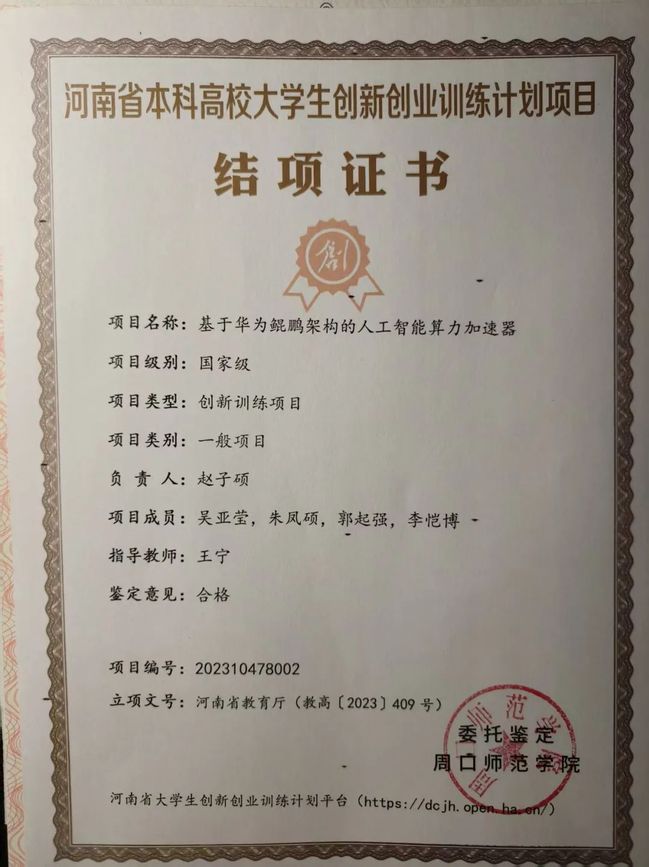 河南省本科高校大学生创新创业训练计划项目
结项证书
创
项目名称：基于华为鲲鹏架构的人工智能算力加速器
项目级别：国家级
项目类型：创新训练项目
项目类别：一般项目
负 责 人：赵子硕
项目成员：吴亚莹，朱凤硕，郭起强，李恺博
指导教师：王宁
鉴定意见：合格
项目编号：202310478002
立项文号：河南省教育厅（教高〔2023〕409 号）
周口师范学院
委托鉴定
周口师范学院
河南省大学生创新创业训练计划平台（https://dcjh.open.ha.cn/）